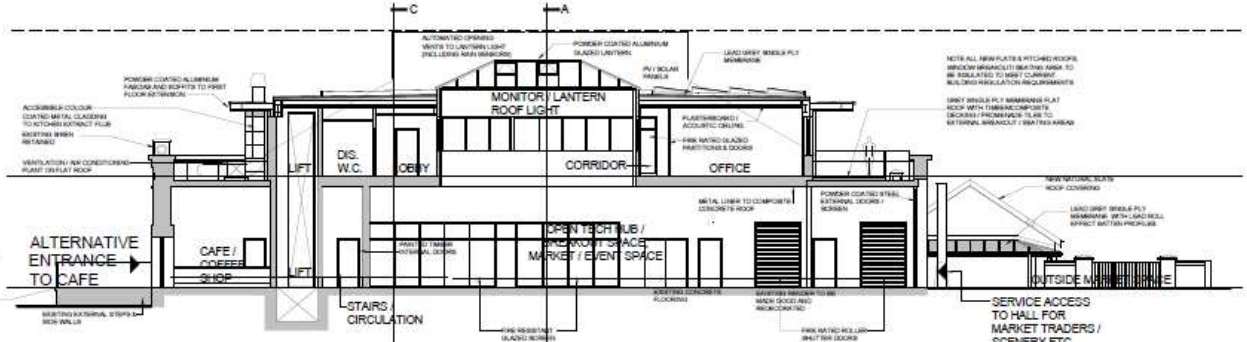 C
A
AUTOMATED OPENING
VENTS TO LANTERN LIGHT
(INCLUDING RAIN SENSORS)
POWDER COATED ALUMINIUM
GLAZED LANTERN
PV / SOLAR
PANELS
LEAD GREY SINGLE PLY
MEMBRANE
NOTE ALL NEW FLATS & PITCHED ROOFS,
WINDOW BREAKOUT/ SEATING AREA TO
BE INSULATED TO MEET CURRENT
BUILDING REGULATION REQUIREMENTS
POWDER COATED ALUMINIUM
FASCIAS AND SOFFITS TO FIRST
FLOOR EXTENSION
ACCESSIBLE COLOUR
COATED METAL CLADDING
TO KITCHEN EXTRACT FLUE
EXISTING SIREN
RETAINED
VENTILATION / AIR CONDITIONING
PLANT ON FLAT ROOF
MONITOR / LANTERN
ROOF LIGHT
PLASTERBOARD /
ACOUSTIC CEILING
FIRE RATED GLAZED
PARTITIONS & DOORS
GREY SINGLE PLY MEMBRANE FLAT
ROOF WITH TIMBER/COMPOSITE
DECKING / PROMENADE TILES TO
EXTERNAL BREAKOUT / SEATING AREAS
LIFT
DIS.
W.C.
LOBBY
CORRIDOR
OFFICE
METAL LINER TO COMPOSITE
CONCRETE ROOF
POWDER COATED STEEL
EXTERNAL DOORS /
SCREEN
NEW NATURAL SLATE
ROOF COVERING
LEAD GREY SINGLE PLY
MEMBRANE WITH LEAD ROLL
EFFECT BATTEN PROFILES
ALTERNATIVE
ENTRANCE
TO CAFE
CAFE /
COFFEE
SHOP
LIFT
PAINTED TIMBER
INTERNAL DOORS
OPEN TECH HUB /
BREAKOUT SPACE,
MARKET / EVENT SPACE
OUTSIDE MARKET SPACE
EXISTING EXTERNAL STEPS &
SIDE WALLS
STAIRS /
CIRCULATION
FIRE RESISTANT
GLAZED SCREEN
EXISTING CONCRETE
FLOORING
EXISTING RENDER TO BE
MADE GOOD AND
REDECORATED
FIRE RATED ROLLER
SHUTTER DOORS
SERVICE ACCESS
TO HALL FOR
MARKET TRADERS /
SCENERY ETC